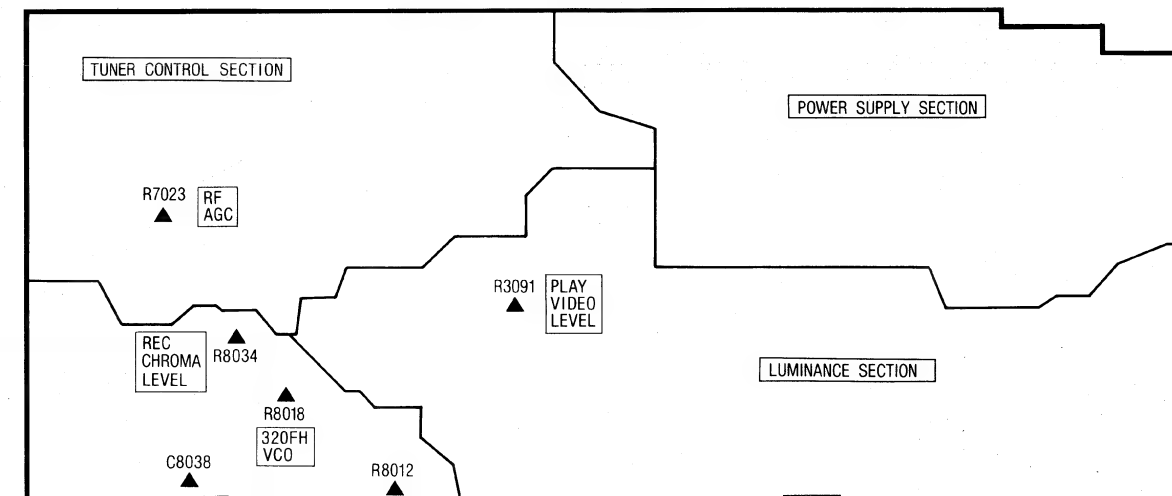 TUNER CONTROL SECTION
POWER SUPPLY SECTION
R7023
RF
AGC
R3091
PLAY
VIDEO
LEVEL
REC
CHROMA
LEVEL
R8034
LUMINANCE SECTION
R8018
320FH
VCO
C8038
R8012